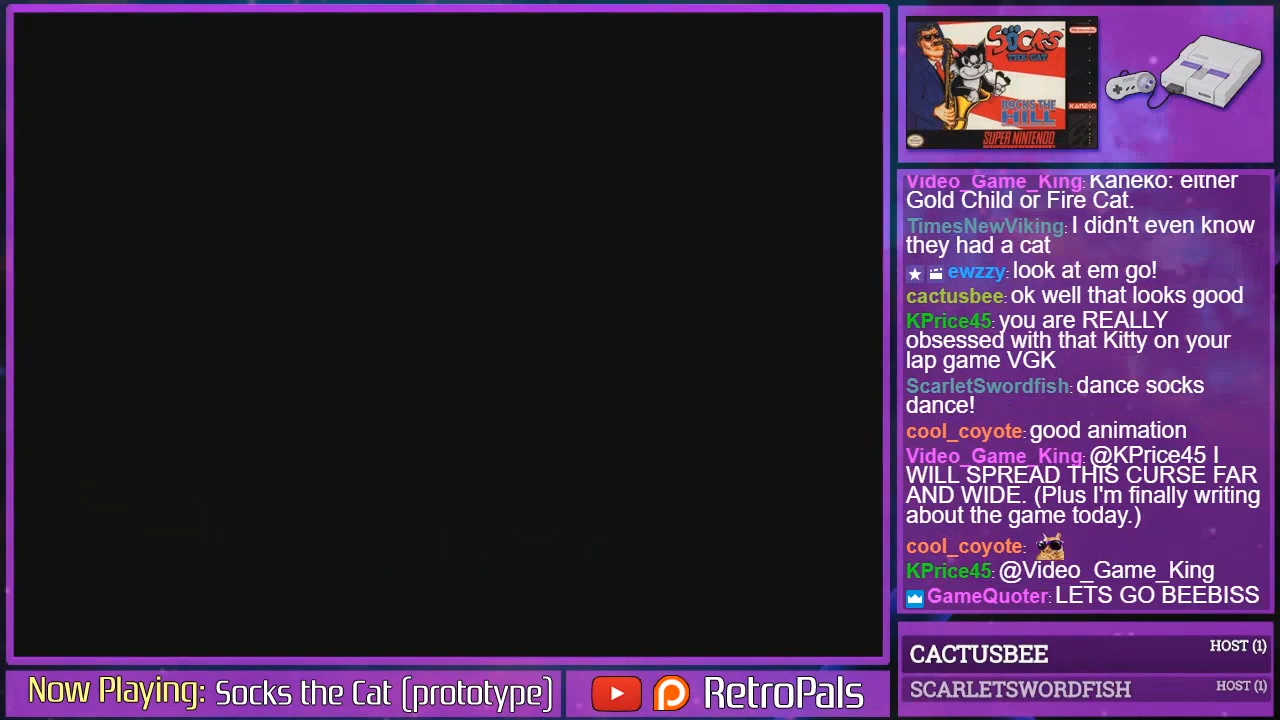 SOCKS
THE CAT
ROCKS THE
HILL
Nintendo
KANEKO
SUPER NINTENDO
Video_Game_King: Kaneko: either
Gold Child or Fire Cat.
TimesNewViking: I didn't even know
they had a cat
ewzzy: look at em go!
cactusbee: ok well that looks good
KPrice45: you are REALLY
obsessed with that Kitty on your
lap game VGK
ScarletSwordfish: dance socks
dance!
cool_coyote: good animation
Video_Game_King: @KPrice45 I
WILL SPREAD THIS CURSE FAR
AND WIDE. (Plus I'm finally writing
about the game today.)
cool_coyote:
KPrice45: @Video_Game_King
GameQuoter: LETS GO BEEBISS
CACTUSBEE HOST (1)
SCARLETSWORDFISH HOST (1)
Now Playing: Socks the Cat (prototype)
RetroPals